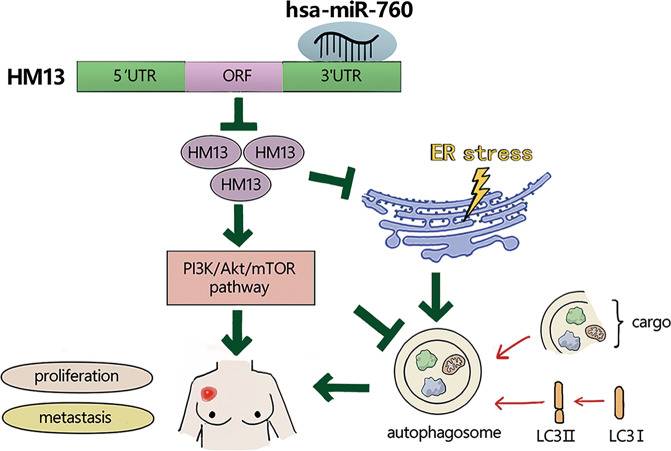 hsa-miR-760
HM13
5'UTR
ORF
3'UTR
HM13
HM13
HM13
ER stress
PI3K/Akt/mTOR
pathway
cargo
proliferation
metastasis
autophagosome
LC3II
LC3I